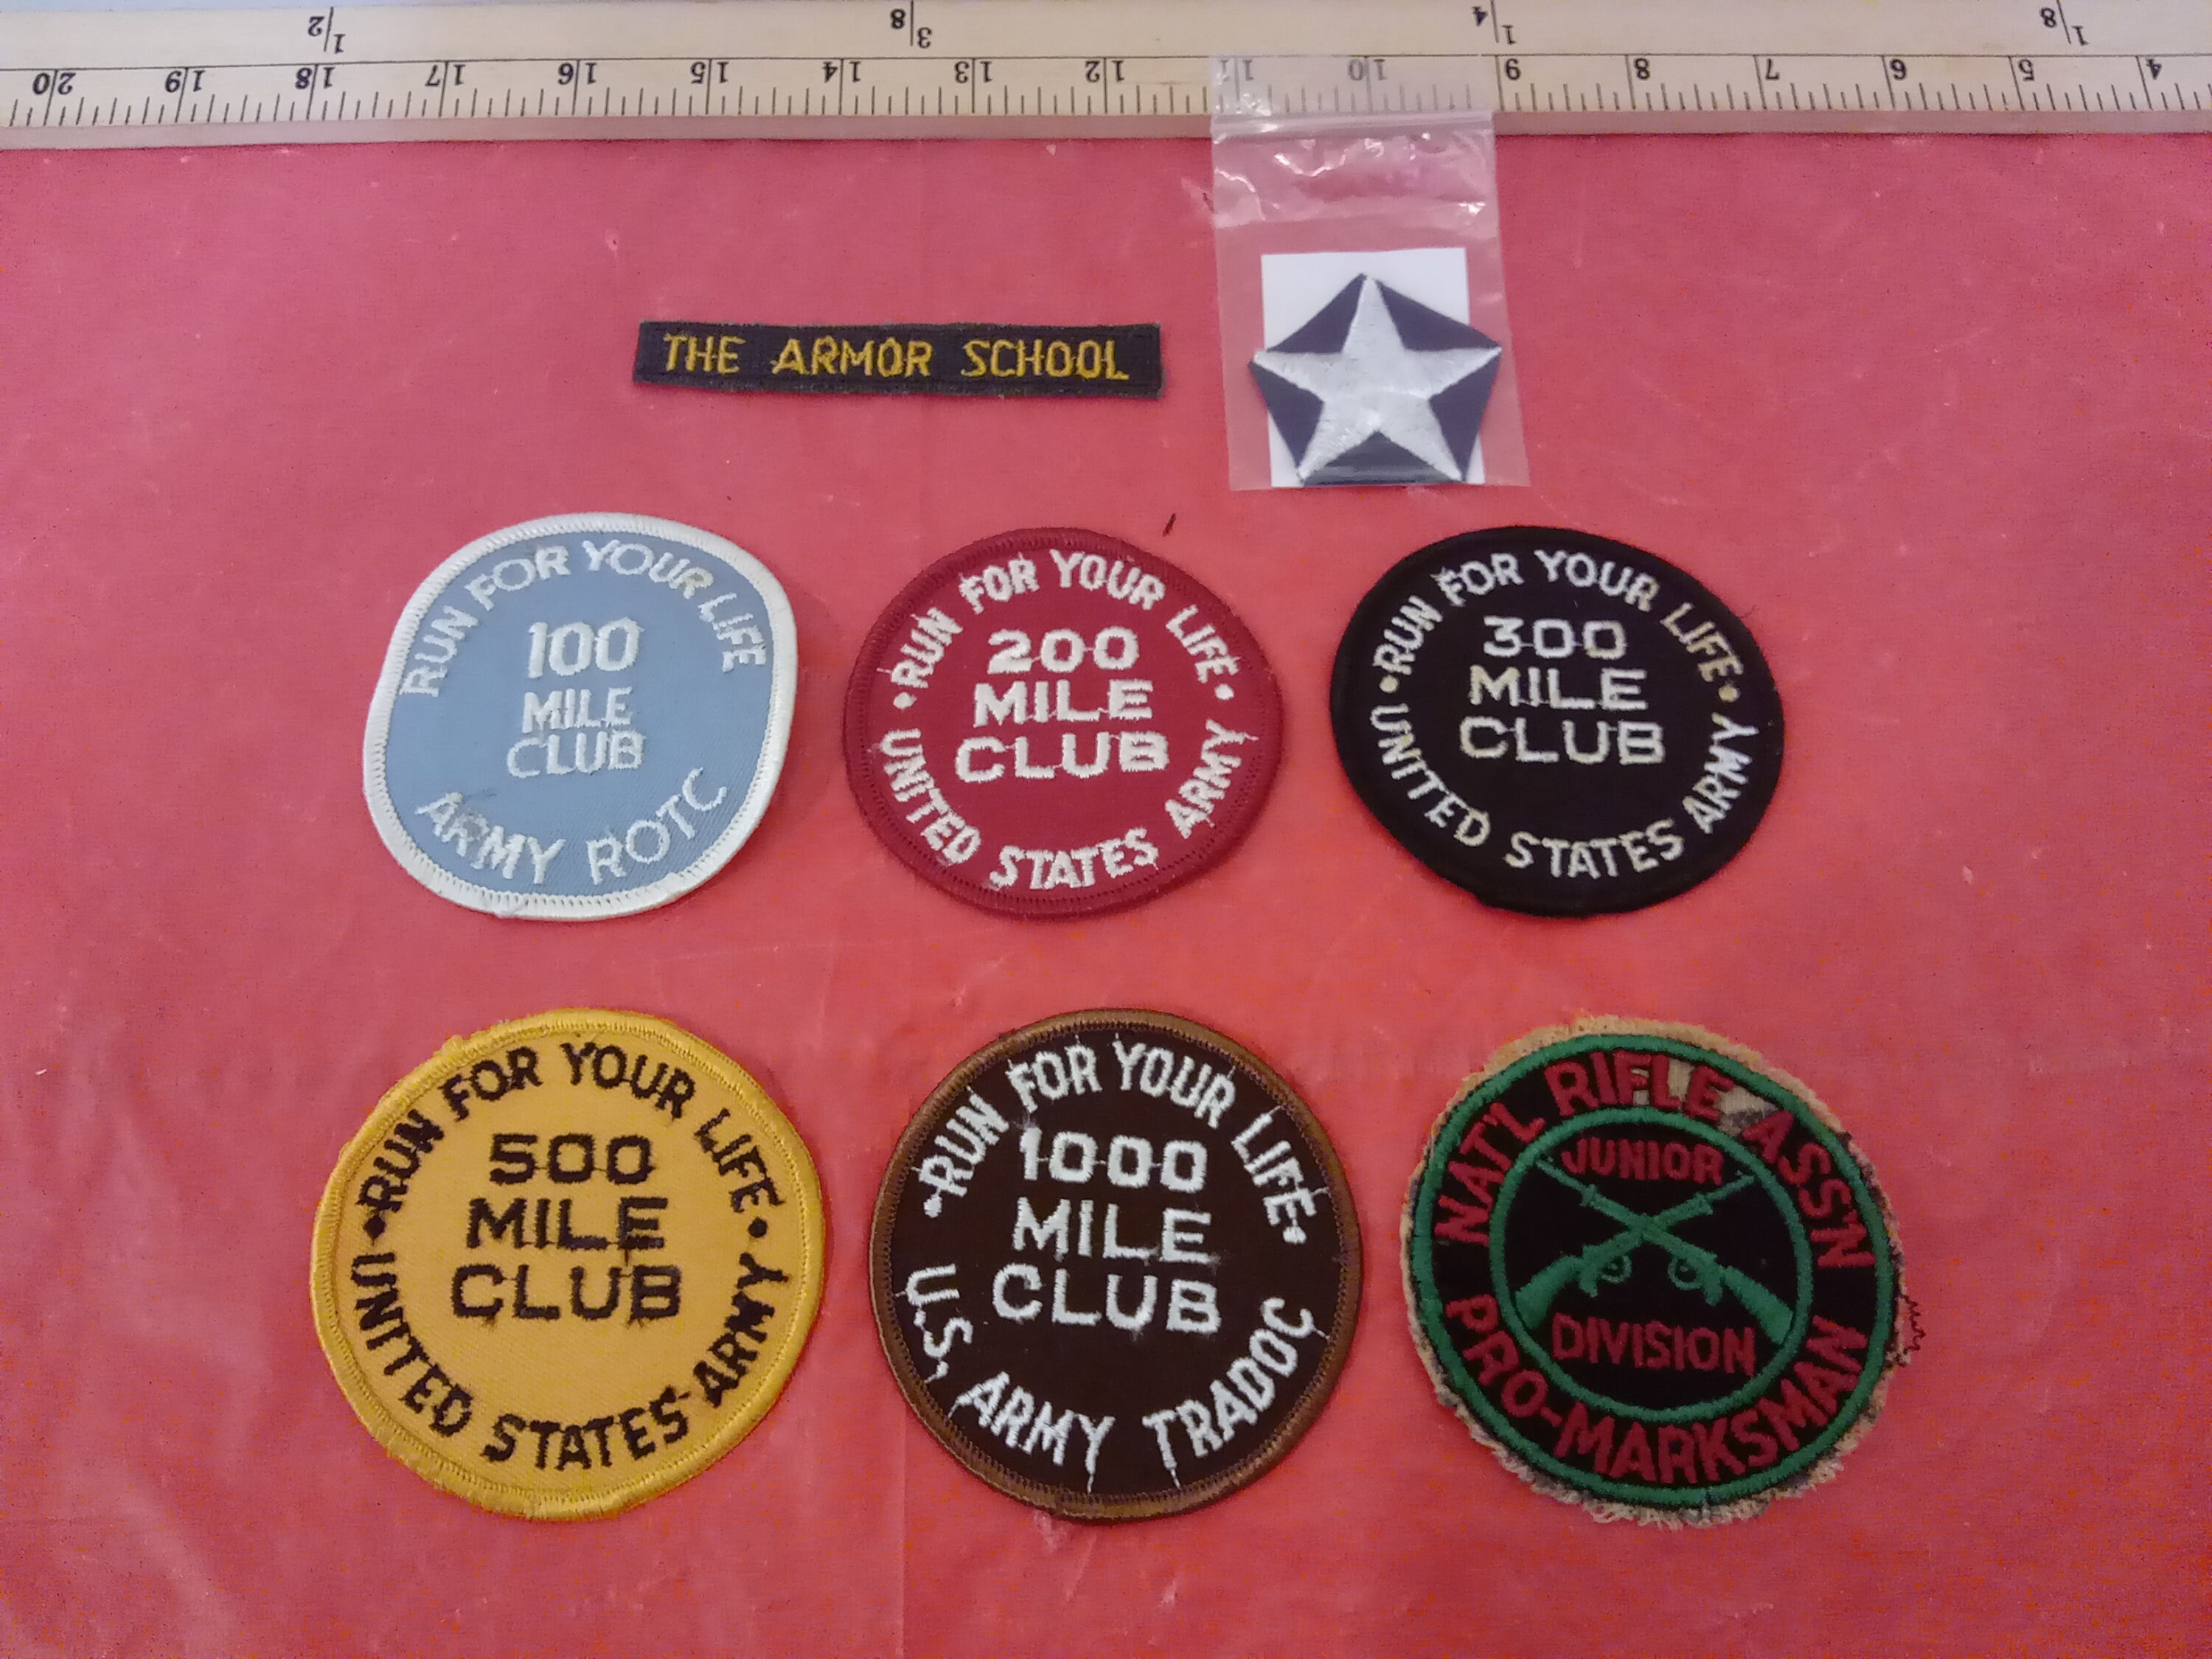 1/2 3/8 1/4 1/8
20 19 18 17 16 15 14 13 12 11 10 9 8 7 6 5 4
THE ARMOR SCHOOL
RUN FOR YOUR LIFE
100
MILE
CLUB
ARMY ROTC
•RUN FOR YOUR LIFE•
200
MILE
CLUB
UNITED STATES ARMY
•RUN FOR YOUR LIFE•
300
MILE
CLUB
UNITED STATES ARMY
•RUN FOR YOUR LIFE•
500
MILE
CLUB
UNITED STATES ARMY
•RUN FOR YOUR LIFE•
1000
MILE
CLUB
U.S. ARMY TRADOC
NAT'L RIFLE ASS'N
JUNIOR
DIVISION
PRO-MARKSMAN